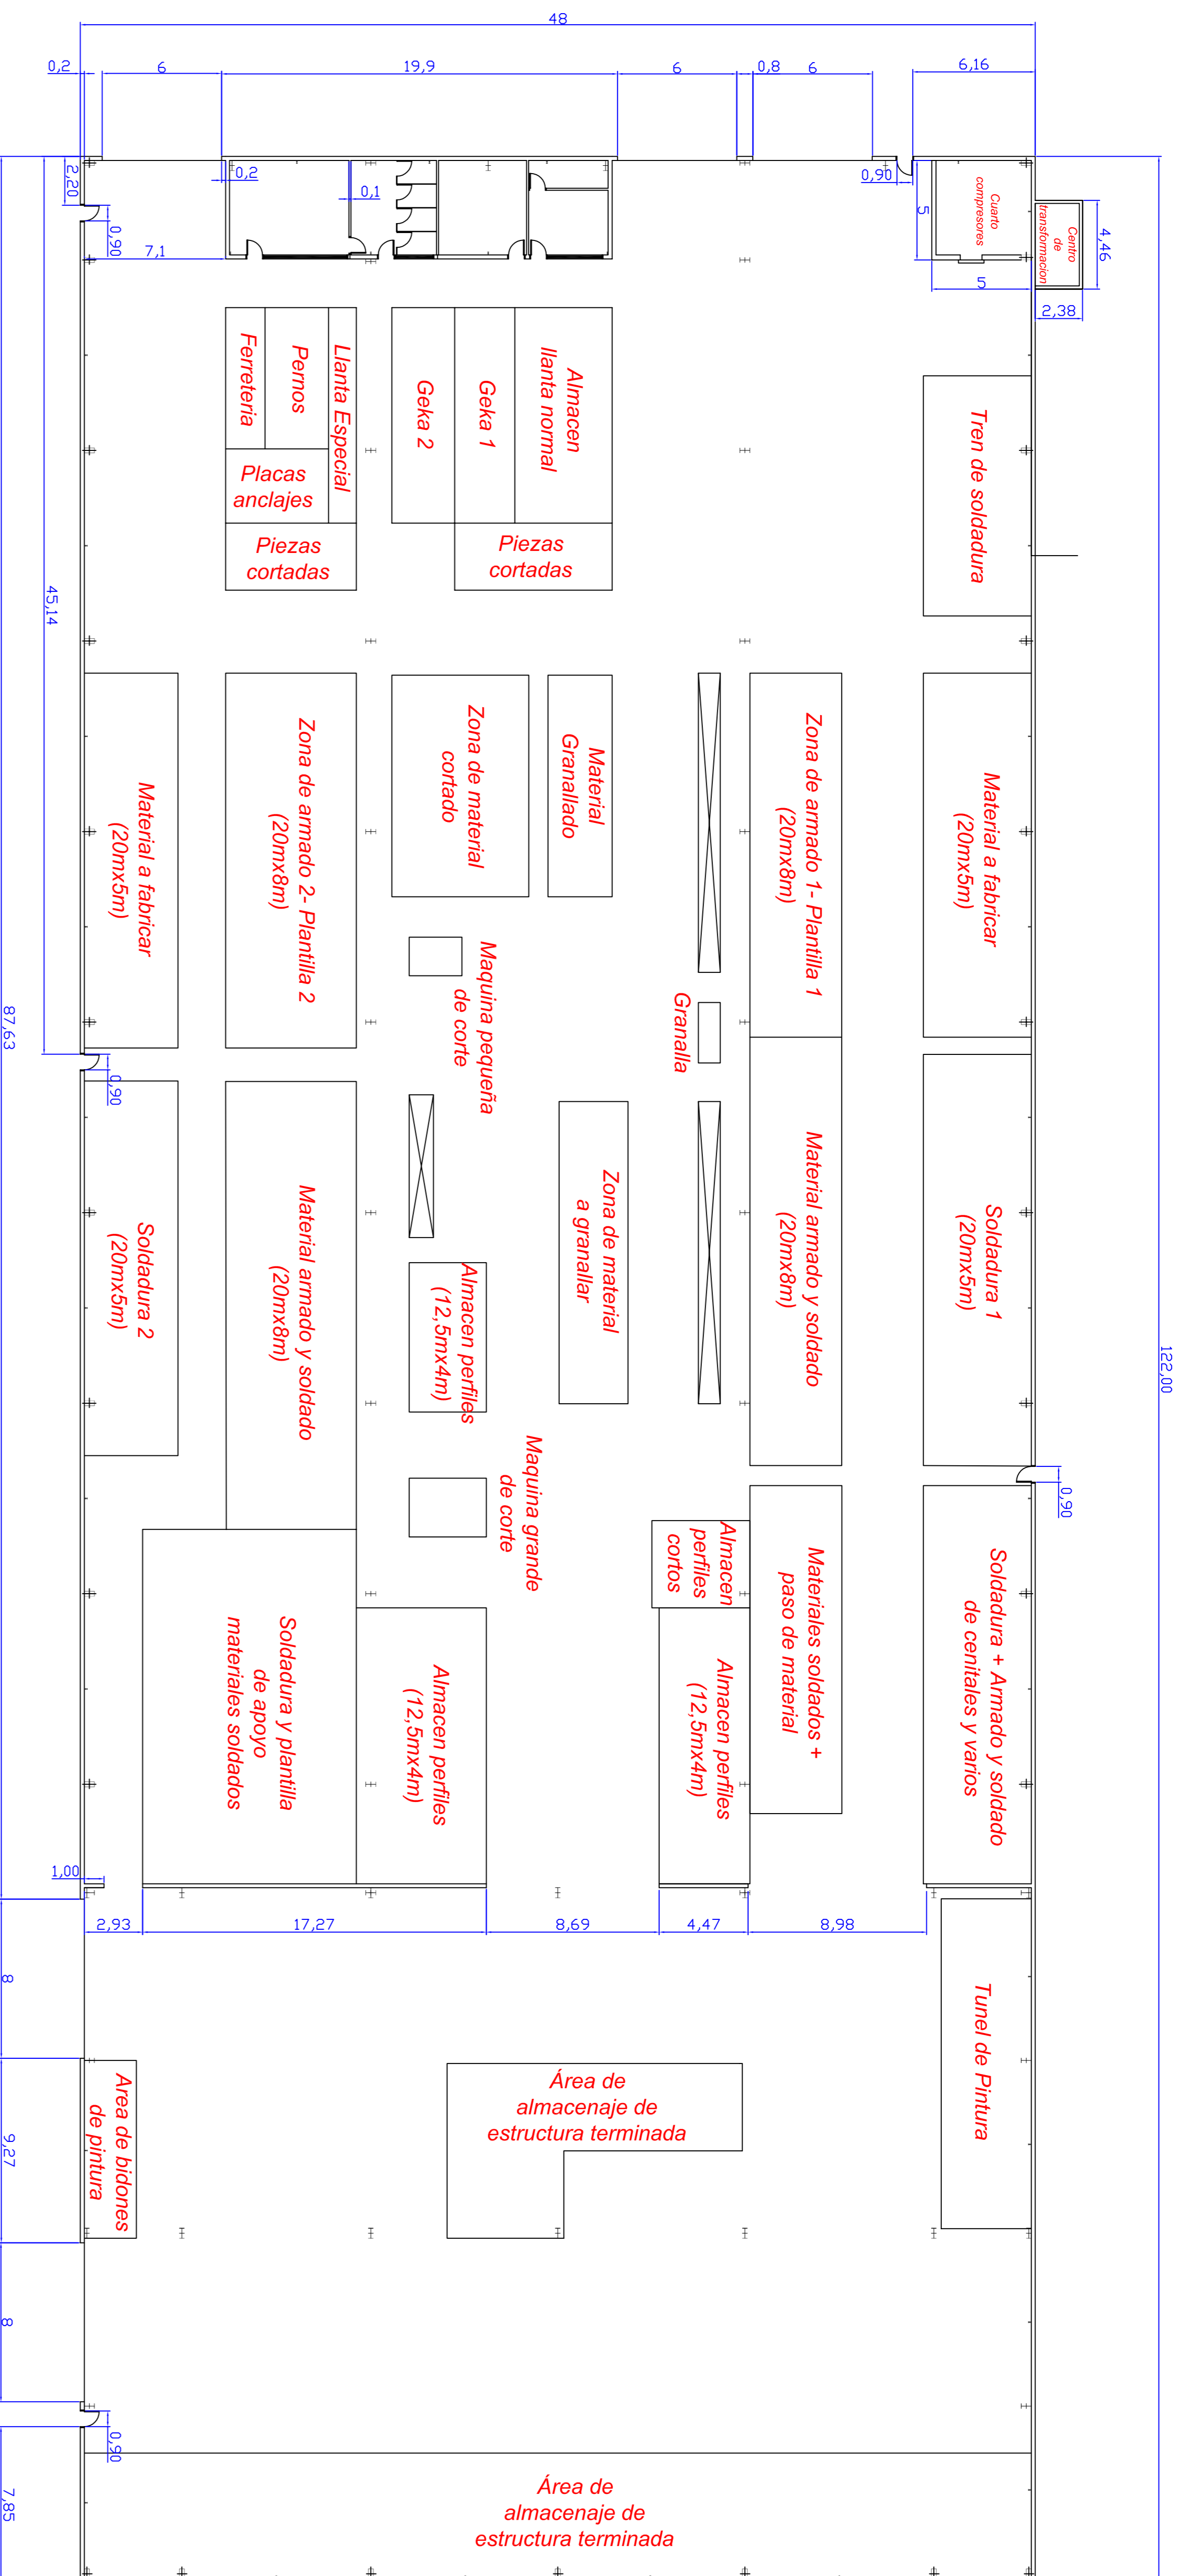 48
0,2
6
19,9
6
0,8
6
6,16
2,20
0,90
7,1
0,2
0,1
0,90
5
5
4,46
2,38
Cuarto
compresores
Centro
de
transformacion
Ferreteria
Pernos
Llanta Especial
Placas
anclajes
Piezas
cortadas
Geka 2
Geka 1
Almacen
llanta normal
Piezas
cortadas
Tren de soldadura
45,14
87,63
122,00
Material a fabricar
(20mx5m)
Zona de armado 2- Plantilla 2
(20mx8m)
Zona de material
cortado
Material
Granallado
Zona de armado 1- Plantilla 1
(20mx8m)
Material a fabricar
(20mx5m)
Maquina pequeña
de corte
Granalla
0,90
Soldadura 2
(20mx5m)
Material armado y soldado
(20mx8m)
Almacen perfiles
(12,5mx4m)
Zona de material
a granallar
Material armado y soldado
(20mx8m)
Soldadura 1
(20mx5m)
0,90
Maquina grande
de corte
Almacen
perfiles
cortos
Materiales soldados +
paso de material
Soldadura + Armado y soldado
de cenitales y varios
Soldadura y plantilla
de apoyo
materiales soldados
Almacen perfiles
(12,5mx4m)
Almacen perfiles
(12,5mx4m)
1,00
2,93
17,27
8,69
4,47
8,98
8
Tunel de Pintura
Area de bidones
de pintura
9,27
Área de
almacenaje de
estructura terminada
8
0,90
7,85
Área de
almacenaje de
estructura terminada